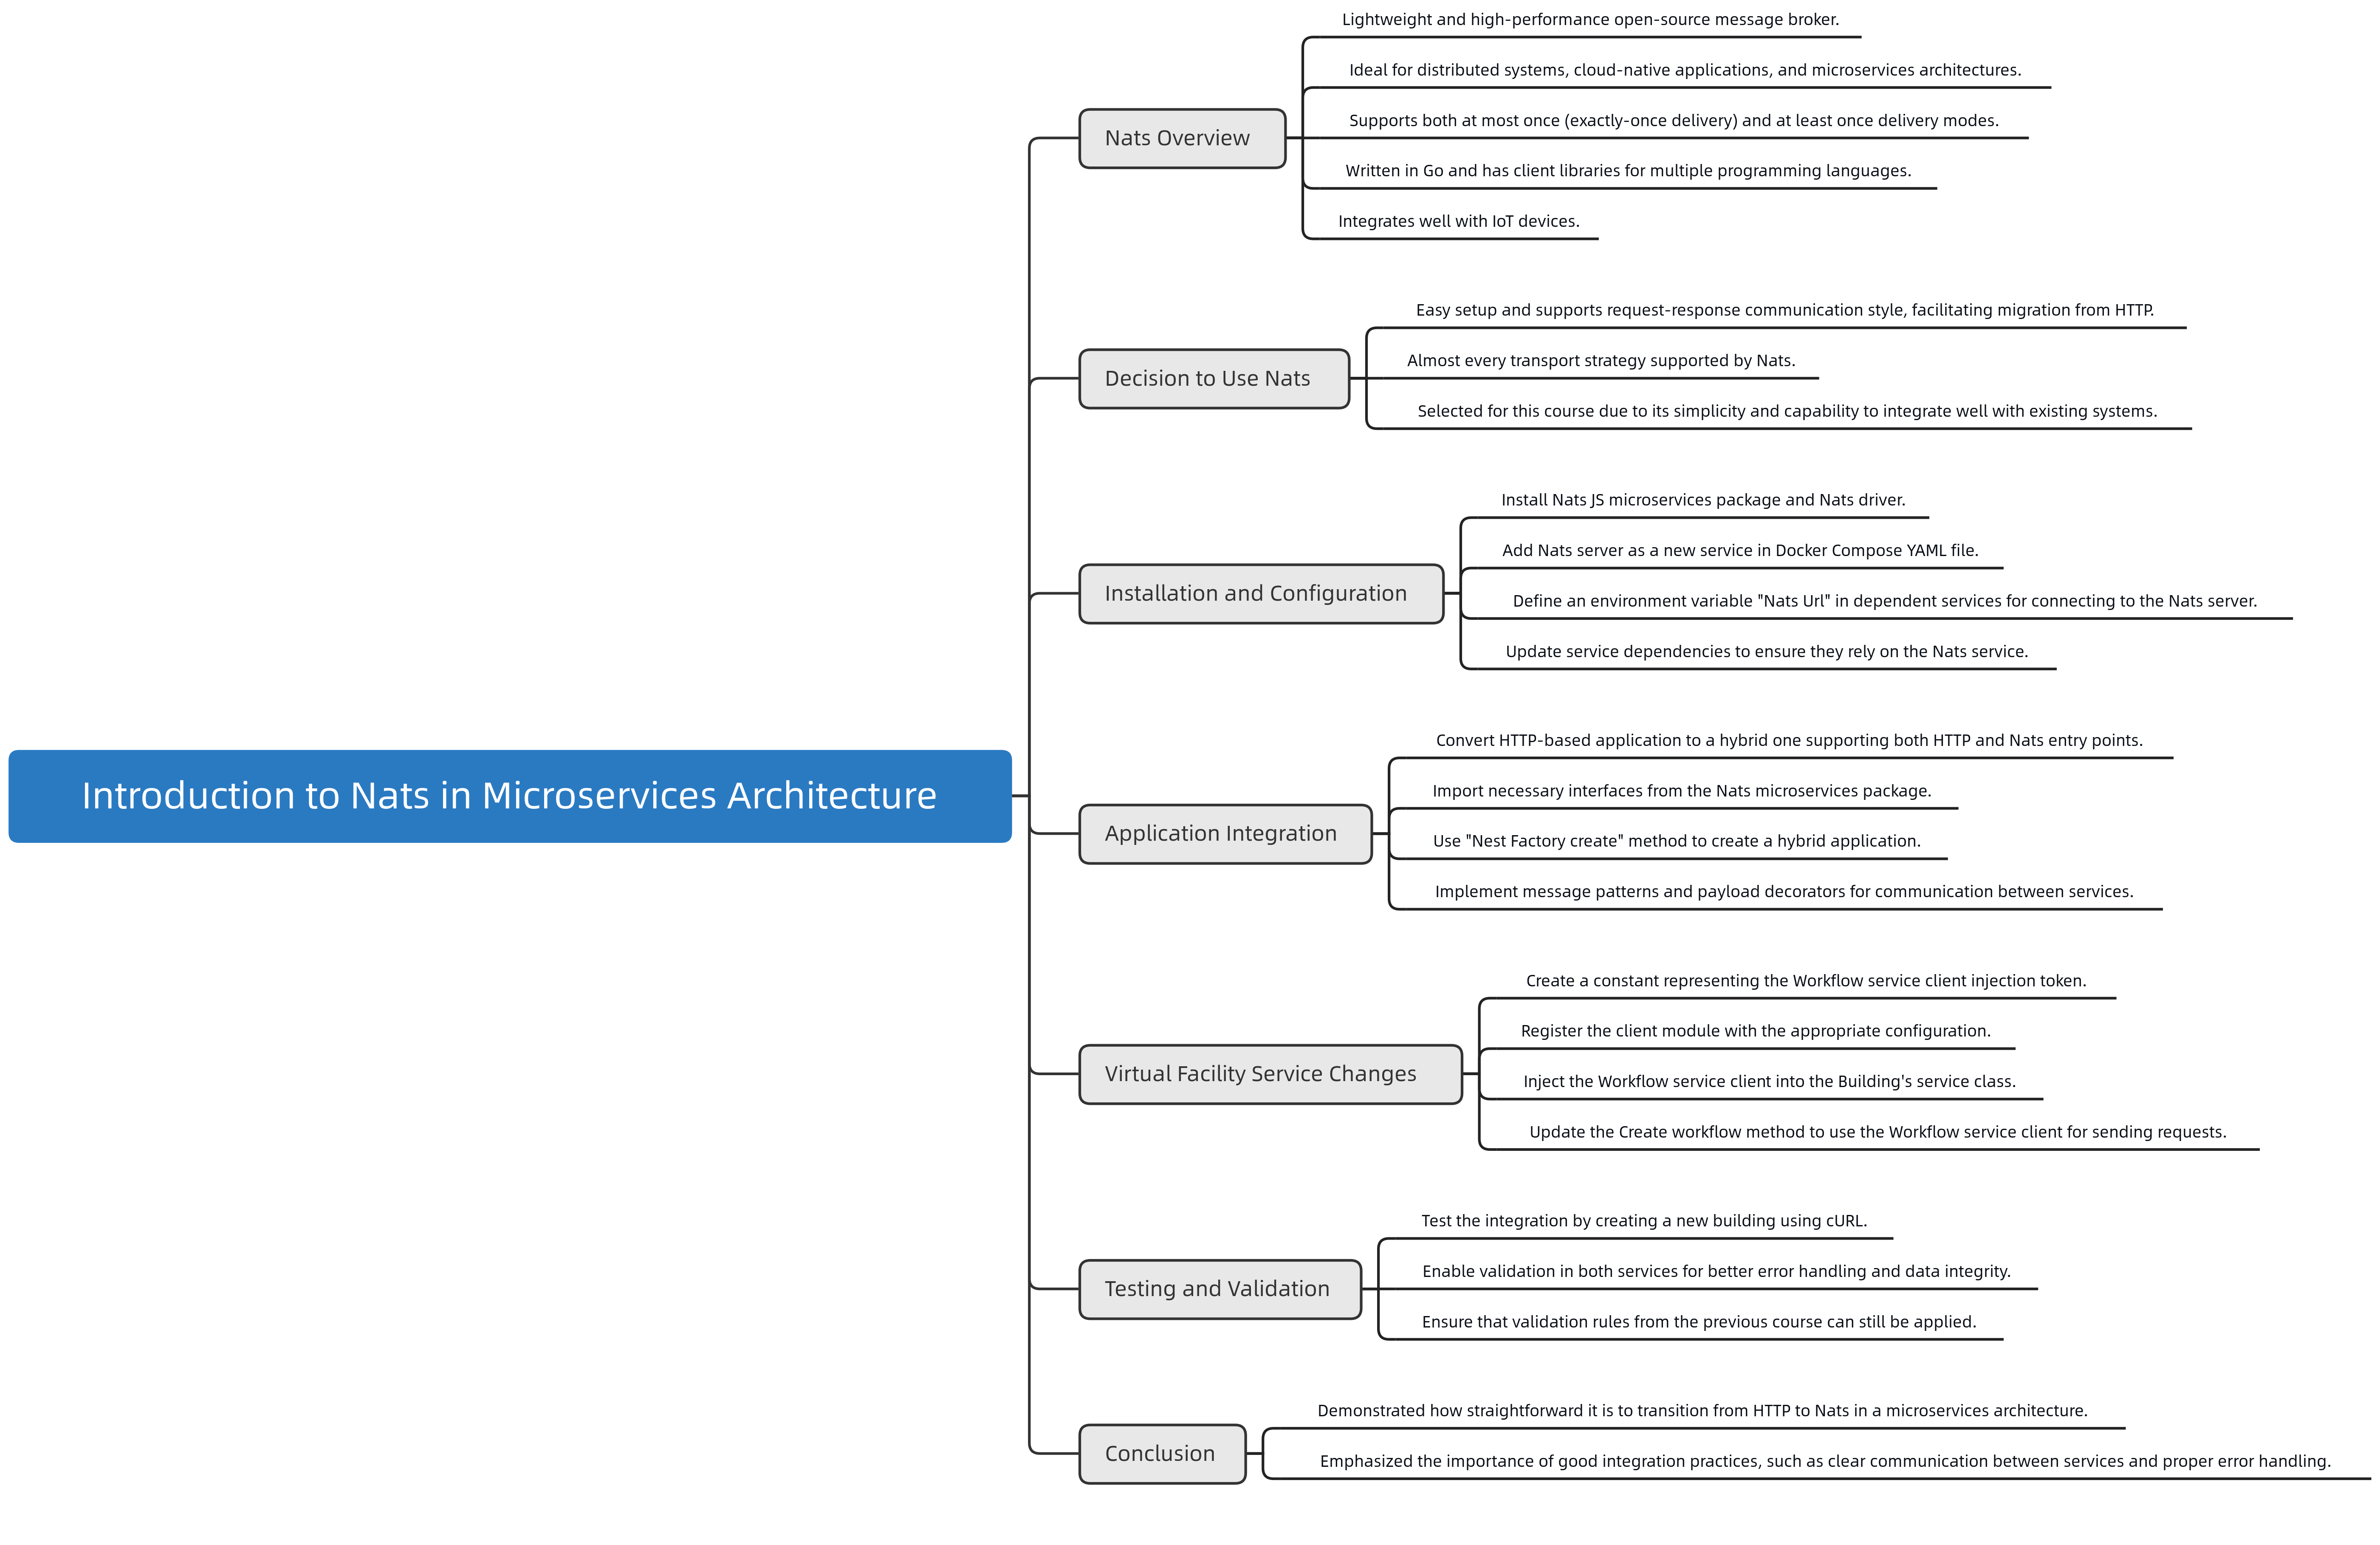 Introduction to Nats in Microservices Architecture
Nats Overview
Lightweight and high-performance open-source message broker.
Ideal for distributed systems, cloud-native applications, and microservices architectures.
Supports both at most once (exactly-once delivery) and at least once delivery modes.
Written in Go and has client libraries for multiple programming languages.
Integrates well with IoT devices.
Decision to Use Nats
Easy setup and supports request-response communication style, facilitating migration from HTTP.
Almost every transport strategy supported by Nats.
Selected for this course due to its simplicity and capability to integrate well with existing systems.
Installation and Configuration
Install Nats JS microservices package and Nats driver.
Add Nats server as a new service in Docker Compose YAML file.
Define an environment variable "Nats Url" in dependent services for connecting to the Nats server.
Update service dependencies to ensure they rely on the Nats service.
Application Integration
Convert HTTP-based application to a hybrid one supporting both HTTP and Nats entry points.
Import necessary interfaces from the Nats microservices package.
Use "Nest Factory create" method to create a hybrid application.
Implement message patterns and payload decorators for communication between services.
Virtual Facility Service Changes
Create a constant representing the Workflow service client injection token.
Register the client module with the appropriate configuration.
Inject the Workflow service client into the Building's service class.
Update the Create workflow method to use the Workflow service client for sending requests.
Testing and Validation
Test the integration by creating a new building using cURL.
Enable validation in both services for better error handling and data integrity.
Ensure that validation rules from the previous course can still be applied.
Conclusion
Demonstrated how straightforward it is to transition from HTTP to Nats in a microservices architecture.
Emphasized the importance of good integration practices, such as clear communication between services and proper error handling.